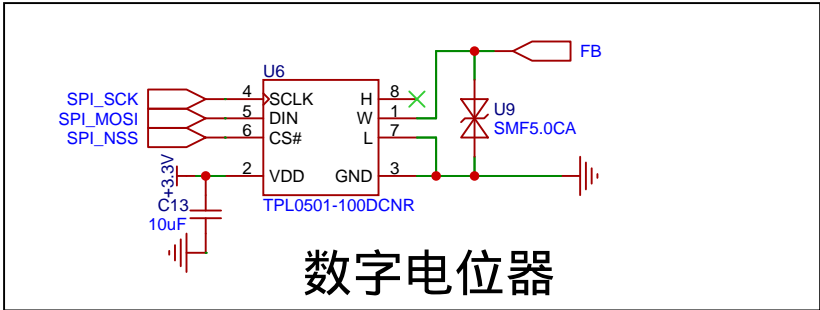 U6
FB
SPI_SCK
4
SCLK
H
8
SPI_MOSI
5
DIN
W
1
U9
SPI_NSS
6
CS#
L
7
SMF5.0CA
+3.3V
2
VDD
GND
3
C13
TPL0501-100DCNR
10uF
数字电位器